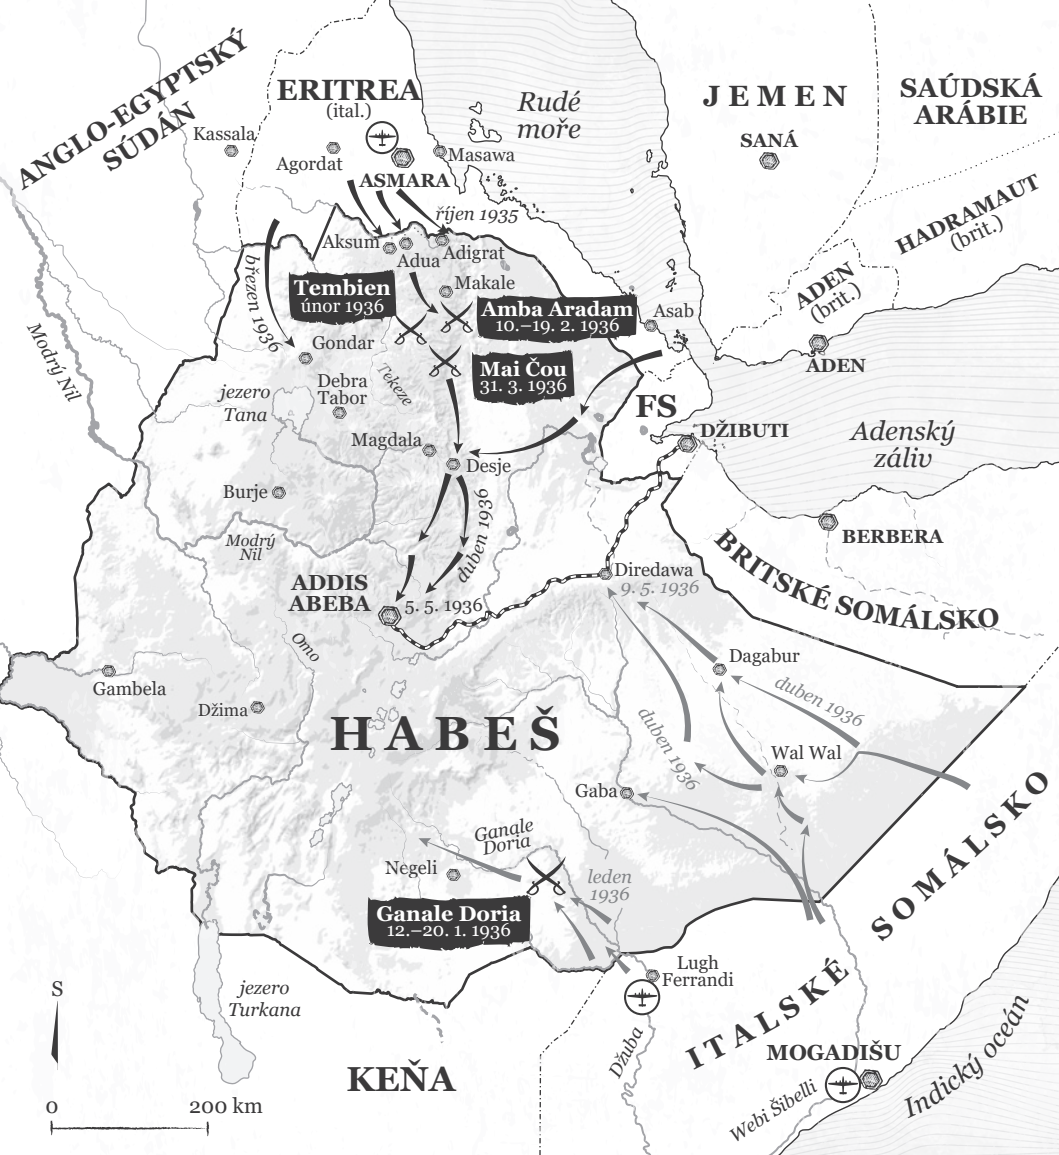 ANGLO-EGYPTSKÝ
SÚDÁN
ERITREA
(ital.)
Rudé
moře
JEMEN
SAÚDSKÁ
ARÁBIE
SANÁ
Kassala
Agordat
Masawa
ASMARA
říjen 1935
HADRAMAUT
(brit.)
Aksum
Adua
Adigrat
březen 1936
Tembien
únor 1936
Makale
Amba Aradam
10.–19. 2. 1936
Asab
ADEN
(brit.)
Modrý Nil
Gondar
Mai Čou
31. 3. 1936
ADEN
jezero
Tana
Debra
Tabor
Tekeze
FS
DŽIBUTI
Adenský
záliv
Magdala
Desje
Burje
Modrý
Nil
duben 1936
BERBERA
BRITSKÉ SOMÁLSKO
ADDIS
ABEBA
5. 5. 1936
Diredawa
9. 5. 1936
Omo
Gambela
Džima
Dagabur
duben 1936
HABEŠ
duben 1936
Wal Wal
Gaba
Ganale
Doria
Negeli
leden
1936
Ganale Doria
12.–20. 1. 1936
ITALSKÉ SOMÁLSKO
Lugh
Ferrandi
S
jezero
Turkana
Džuba
MOGADIŠU
KEŇA
Webi Šibelli
Indický oceán
0
200 km